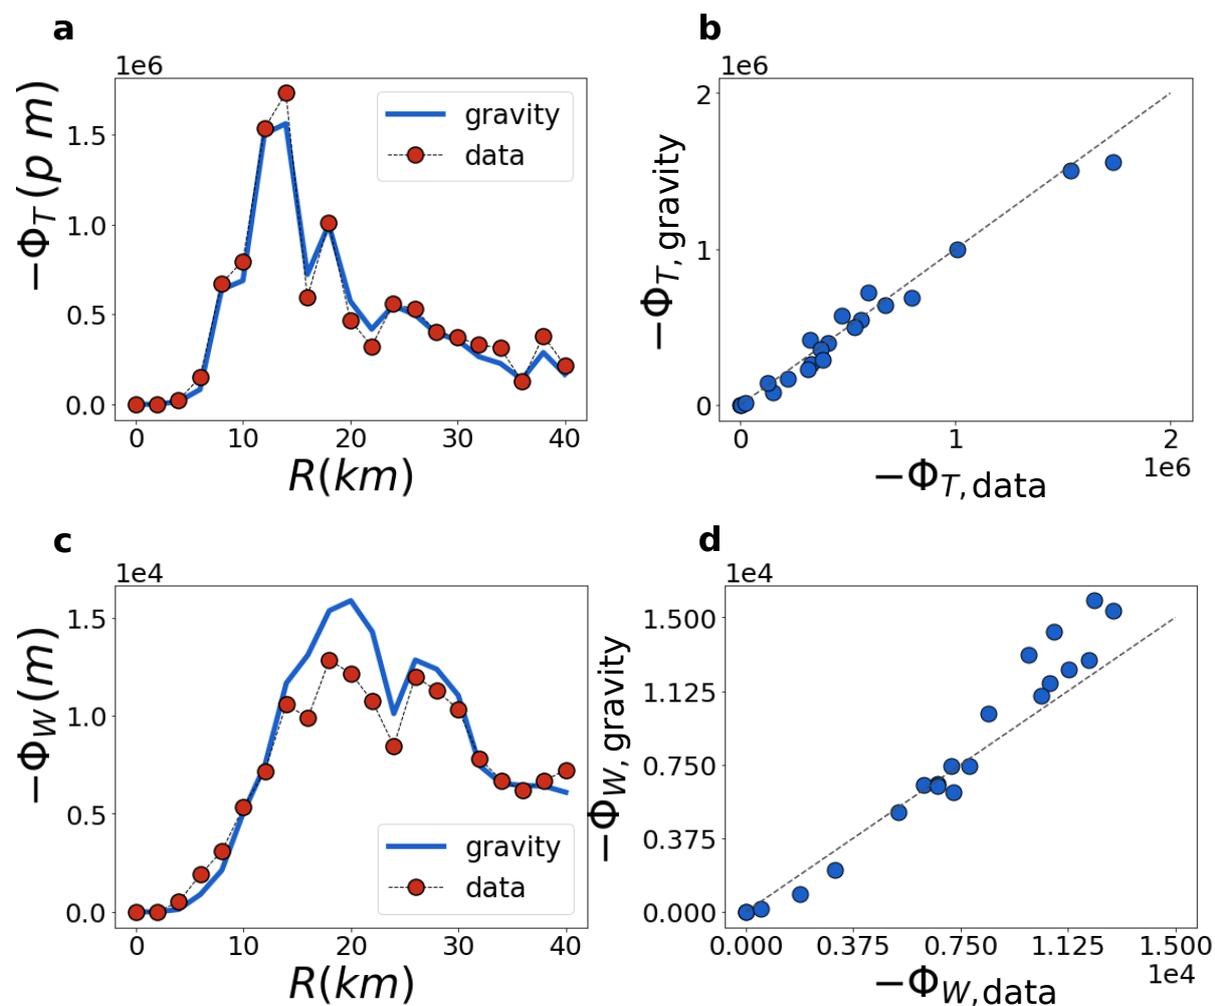 a
1e6
−Φ_T (p m)
1.5
1.0
0.5
0.0
gravity
data
0 10 20 30 40
R(km)
b
1e6
−Φ_T, gravity
2
1
0
0 1 2
1e6
−Φ_T, data
c
1e4
−Φ_W (m)
1.5
1.0
0.5
0.0
gravity
data
0 10 20 30 40
R(km)
d
1e4
−Φ_W, gravity
1.500
1.125
0.750
0.375
0.000
0.000 0.375 0.750 1.125 1.500
1e4
−Φ_W, data